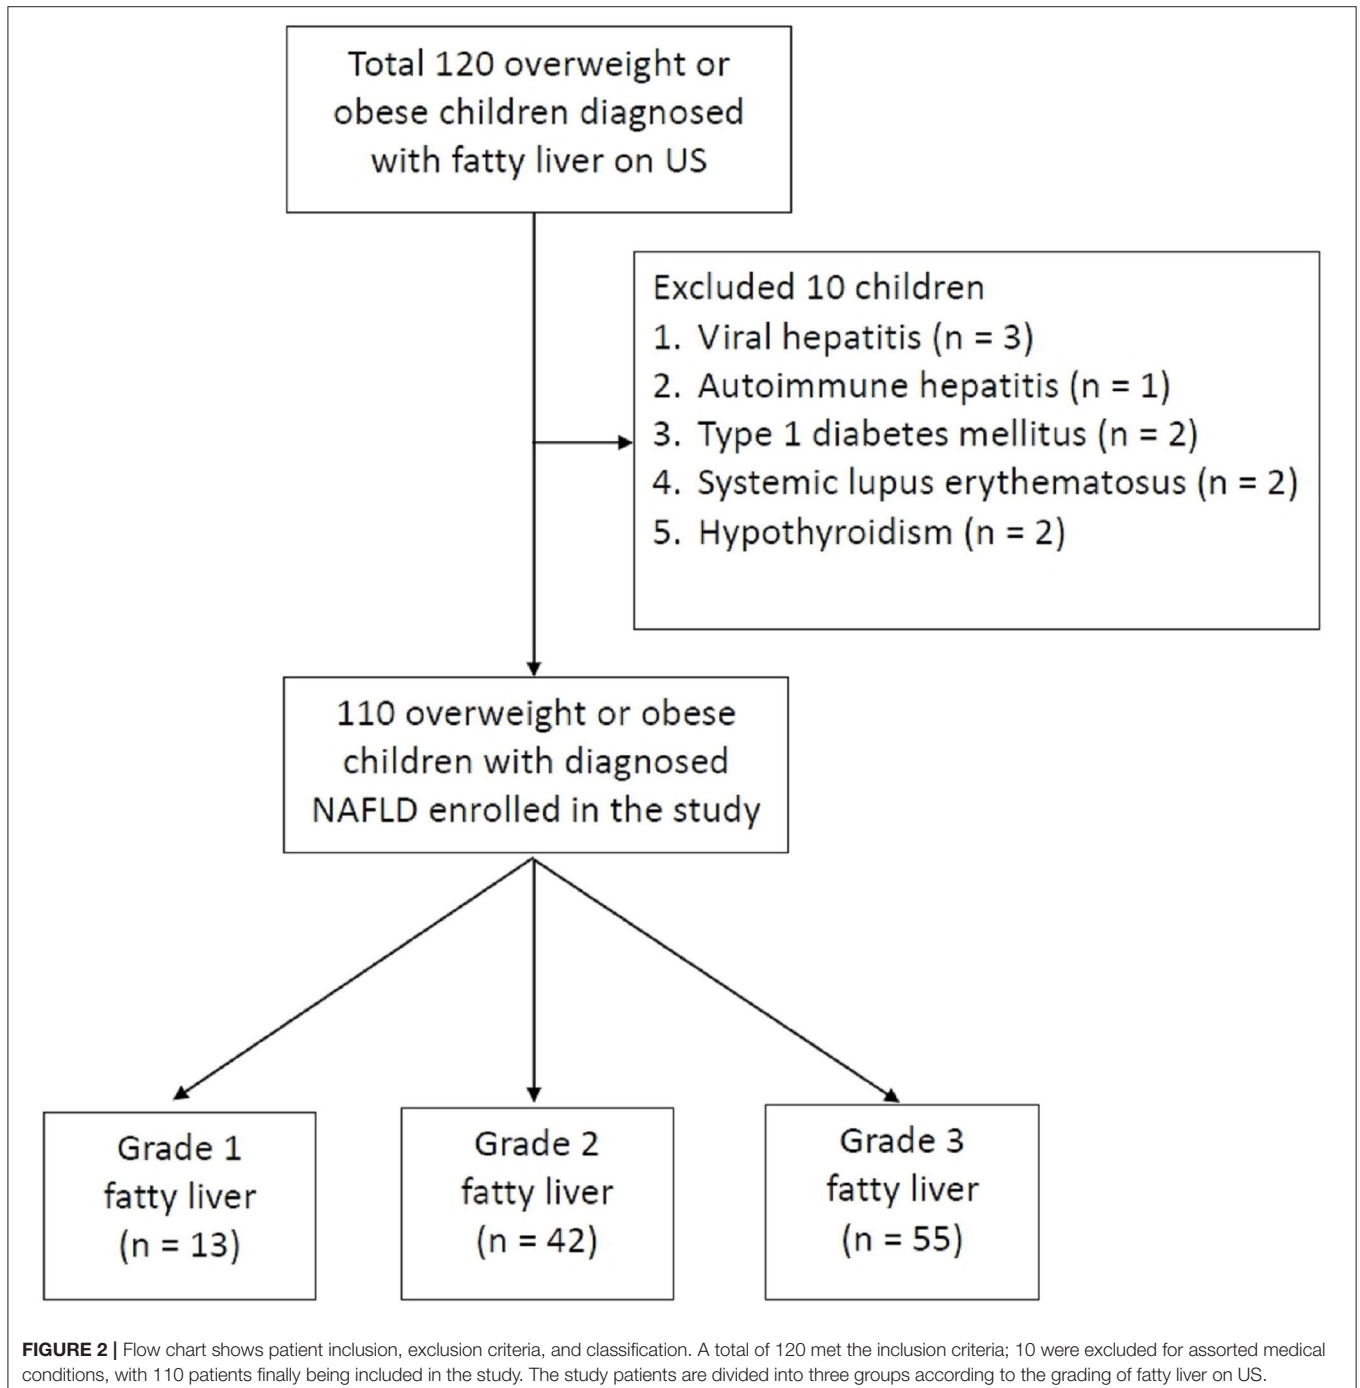 Total 120 overweight or
obese children diagnosed
with fatty liver on US
Excluded 10 children
1. Viral hepatitis (n = 3)
2. Autoimmune hepatitis (n = 1)
3. Type 1 diabetes mellitus (n = 2)
4. Systemic lupus erythematosus (n = 2)
5. Hypothyroidism (n = 2)
110 overweight or obese
children with diagnosed
NAFLD enrolled in the study
Grade 1
fatty liver
(n = 13)
Grade 2
fatty liver
(n = 42)
Grade 3
fatty liver
(n = 55)
FIGURE 2 | Flow chart shows patient inclusion, exclusion criteria, and classification. A total of 120 met the inclusion criteria; 10 were excluded for assorted medical
conditions, with 110 patients finally being included in the study. The study patients are divided into three groups according to the grading of fatty liver on US.